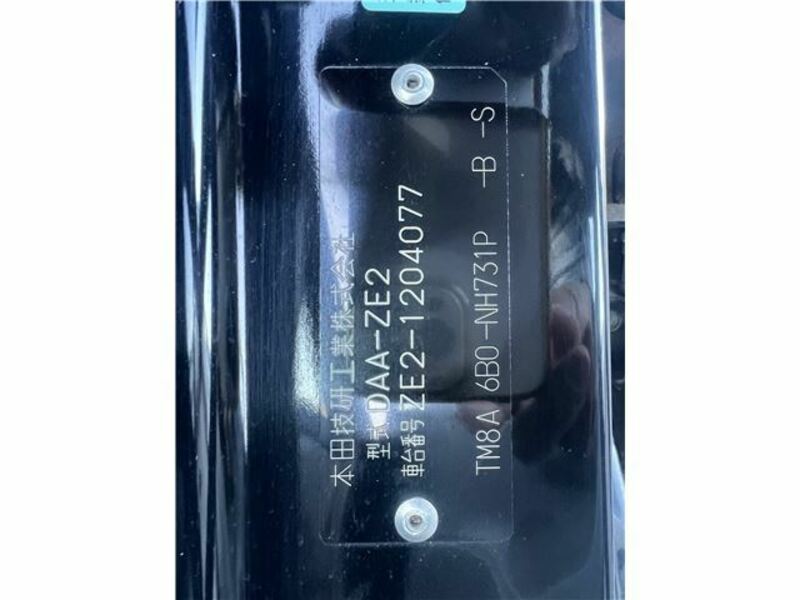 本田技研工業株式会社
型式 DAA-ZE2
車台番号 ZE2-1204077
TM8A 6B0-NH731P -B -S